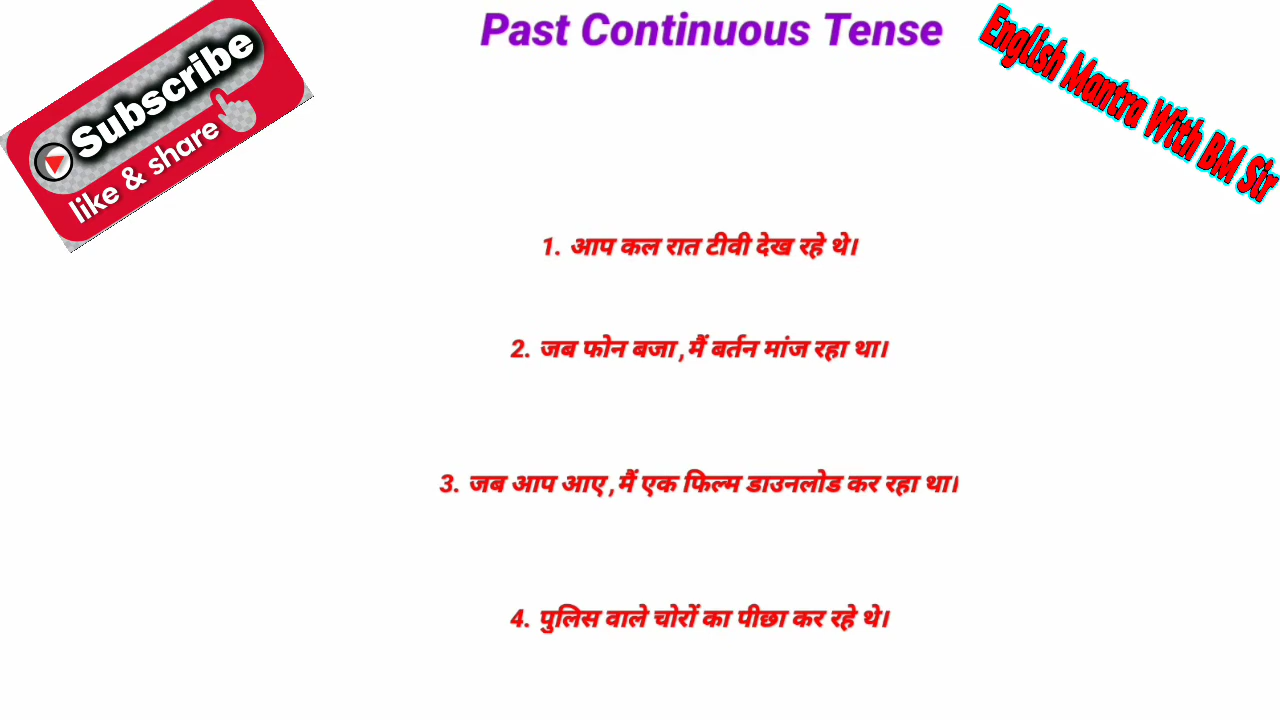 Past Continuous Tense
Subscribe
like & share
English Mantra With BM Sir
1. आप कल रात टीवी देख रहे थे।
2. जब फोन बजा ,मैं बर्तन मांज रहा था।
3. जब आप आए ,मैं एक फिल्म डाउनलोड कर रहा था।
4. पुलिस वाले चोरों का पीछा कर रहे थे।